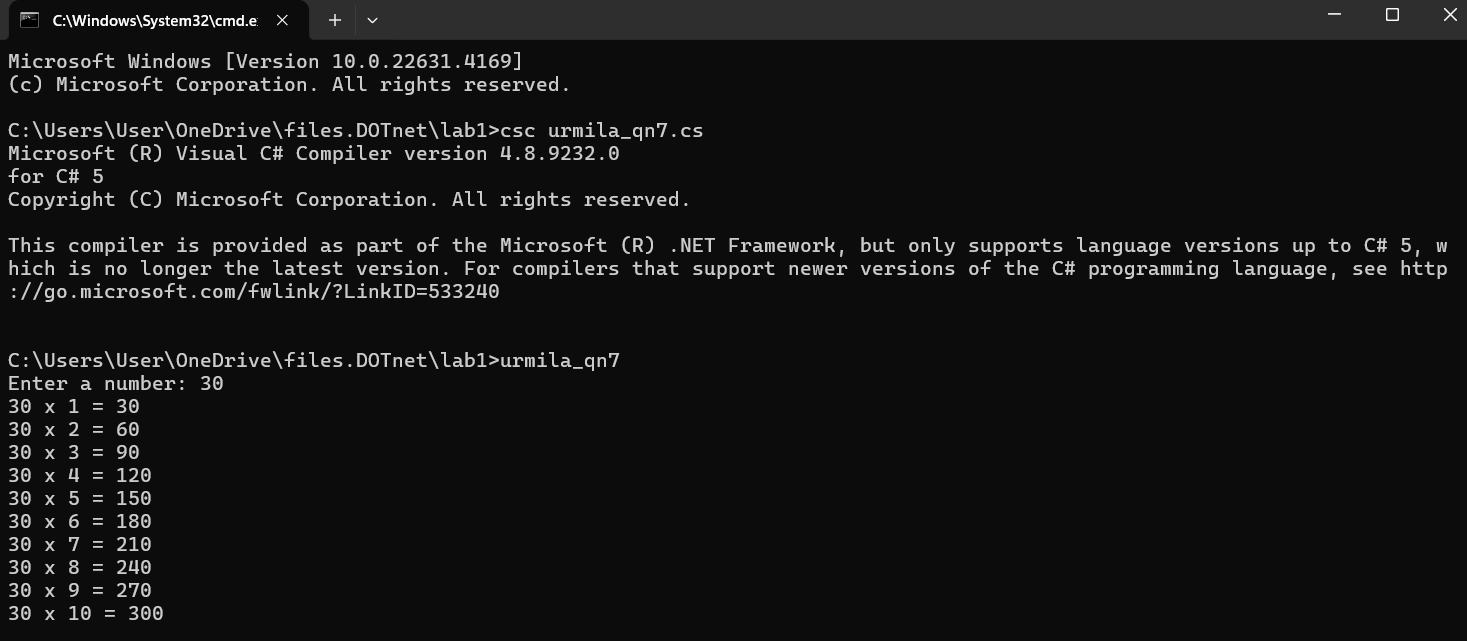 C:\Windows\System32\cmd.e
Microsoft Windows [Version 10.0.22631.4169]
(c) Microsoft Corporation. All rights reserved.
C:\Users\User\OneDrive\files.DOTnet\lab1>csc urmila_qn7.cs
Microsoft (R) Visual C# Compiler version 4.8.9232.0
for C# 5
Copyright (C) Microsoft Corporation. All rights reserved.
This compiler is provided as part of the Microsoft (R) .NET Framework, but only supports language versions up to C# 5, w
hich is no longer the latest version. For compilers that support newer versions of the C# programming language, see http
://go.microsoft.com/fwlink/?LinkID=533240
C:\Users\User\OneDrive\files.DOTnet\lab1>urmila_qn7
Enter a number: 30
30 x 1 = 30
30 x 2 = 60
30 x 3 = 90
30 x 4 = 120
30 x 5 = 150
30 x 6 = 180
30 x 7 = 210
30 x 8 = 240
30 x 9 = 270
30 x 10 = 300